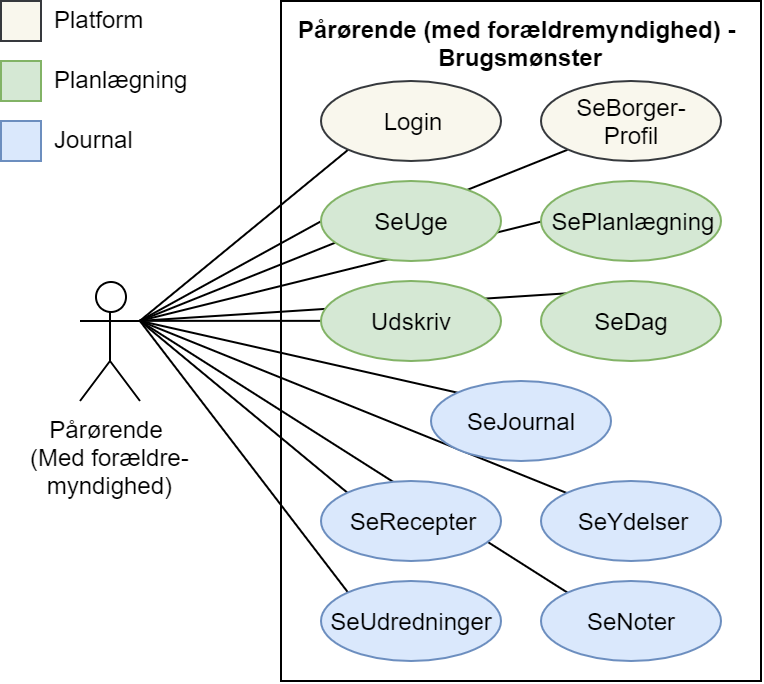 Platform
Planlægning
Journal
Pårørende (med forældremyndighed) -
Brugsmønster
Login
SeBorger-
Profil
SeUge
SePlanlægning
Udskriv
SeDag
SeJournal
Pårørende
(Med forældre-
myndighed)
SeRecepter
SeYdelser
SeUdredninger
SeNoter